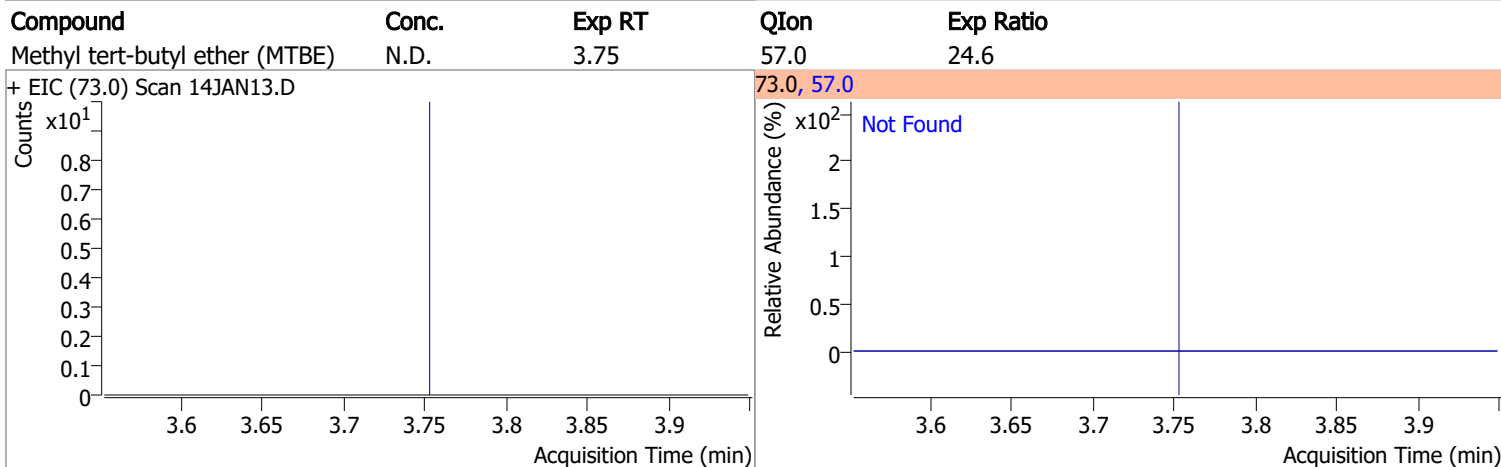 Compound Conc. Exp RT QIon Exp Ratio
Methyl tert-butyl ether (MTBE) N.D. 3.75 57.0 24.6
+ EIC (73.0) Scan 14JAN13.D
Counts
x10¹
0.8
0.7
0.6
0.5
0.4
0.3
0.2
0.1
0
3.6 3.65 3.7 3.75 3.8 3.85 3.9
Acquisition Time (min)
73.0, 57.0
Relative Abundance (%)
x10²
Not Found
2
1.5
1
0.5
0
3.6 3.65 3.7 3.75 3.8 3.85 3.9
Acquisition Time (min)